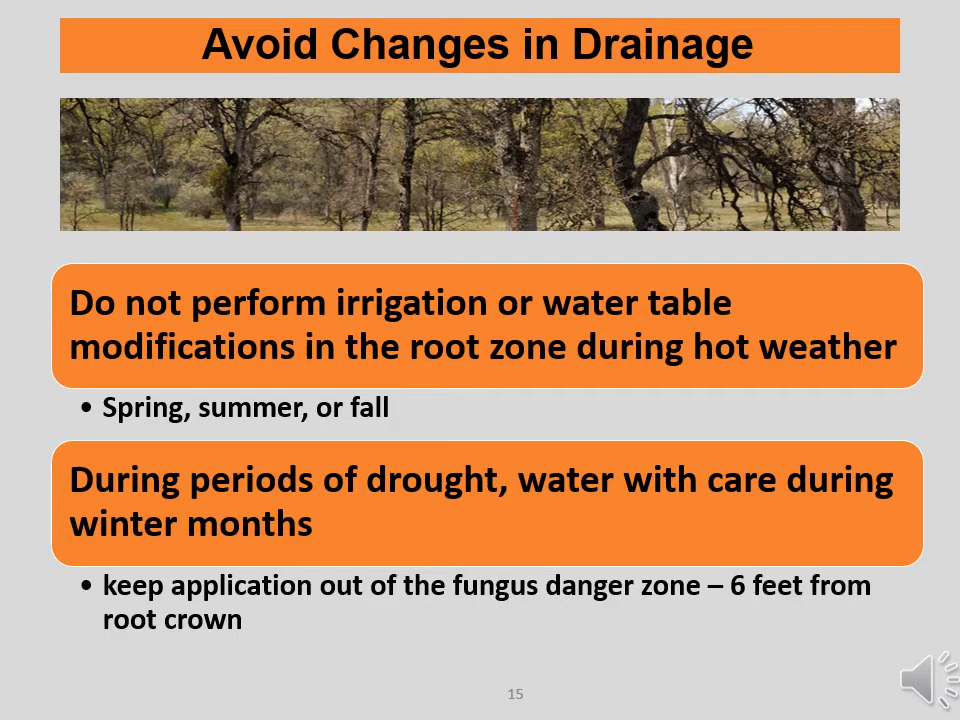 Avoid Changes in Drainage
Do not perform irrigation or water table
modifications in the root zone during hot weather
• Spring, summer, or fall
During periods of drought, water with care during
winter months
• keep application out of the fungus danger zone – 6 feet from
root crown
15